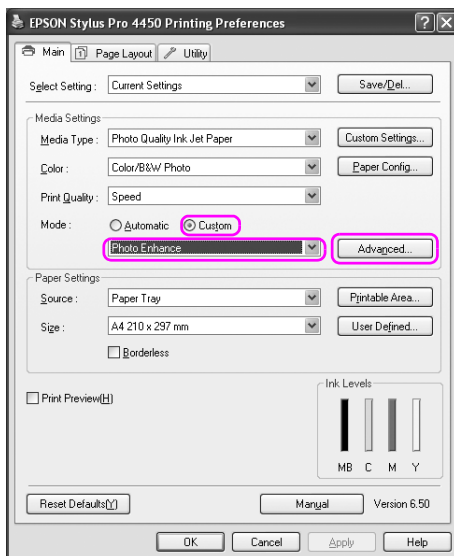 EPSON Stylus Pro 4450 Printing Preferences
Main Page Layout Utility
Select Setting : Current Settings Save/Del...
Media Settings
Media Type : Photo Quality Ink Jet Paper Custom Settings...
Color : Color/B&W Photo Paper Config...
Print Quality : Speed
Mode : Automatic Custom
Photo Enhance Advanced...
Paper Settings
Source : Paper Tray Printable Area...
Size : A4 210 x 297 mm User Defined...
Borderless
Print Preview(H)
Ink Levels
MB C M Y
Reset Defaults(Y) Manual Version 6.50
OK Cancel Apply Help